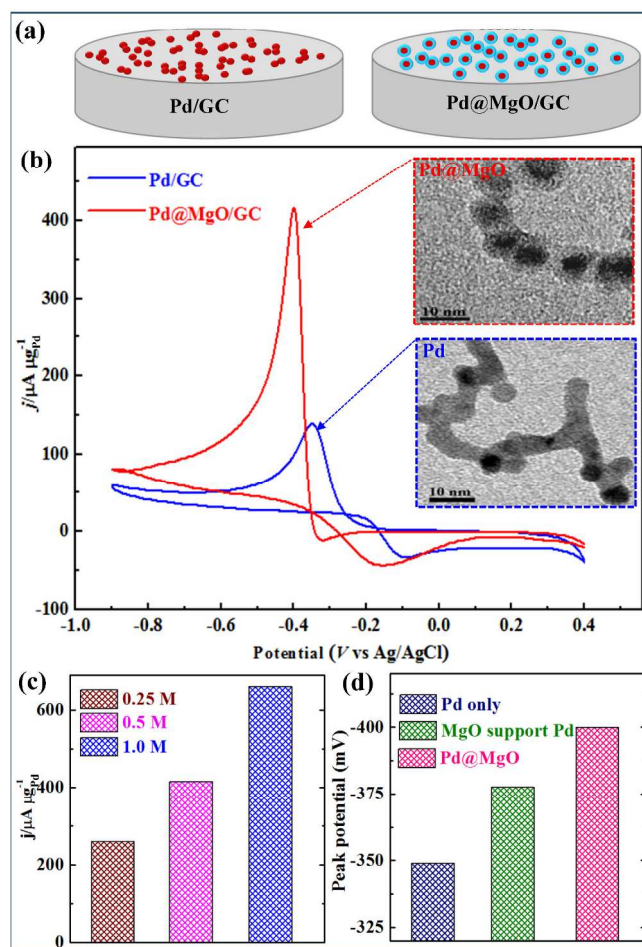 (a)
Pd/GC
Pd@MgO/GC
(b)
Pd/GC
Pd@MgO/GC
Pd@MgO
10 nm
Pd
10 nm
j/µA µg⁻¹Pd
400
300
200
100
0
-100
-1.0 -0.8 -0.6 -0.4 -0.2 0.0 0.2 0.4
Potential (V vs Ag/AgCl)
(c)
0.25 M
0.5 M
1.0 M
j/µA µg⁻¹Pd
600
400
200
0
(d)
Pd only
MgO support Pd
Pd@MgO
Peak potential (mV)
-400
-375
-350
-325